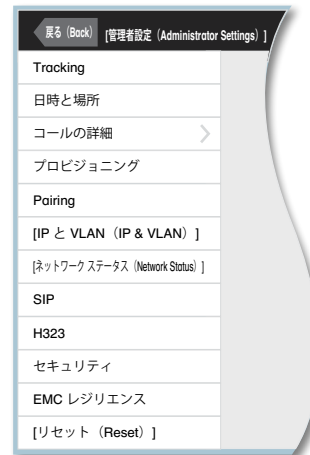 戻る（Back） [管理者設定（Administrator Settings）]
Tracking
日時と場所
コールの詳細
プロビジョニング
Pairing
[IP と VLAN（IP & VLAN）]
[ネットワーク ステータス（Network Status）]
SIP
H323
セキュリティ
EMC レジリエンス
[リセット（Reset）]